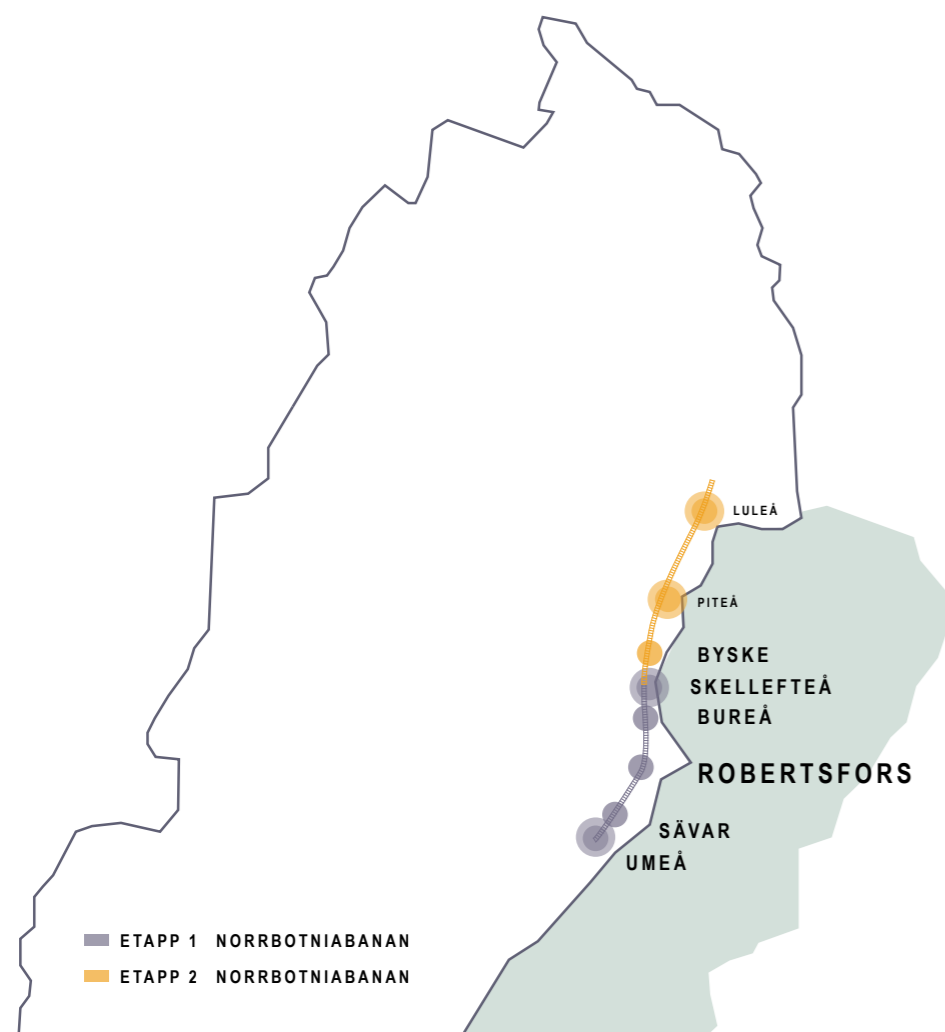 LULEÅ
PITEÅ
BYSKE
SKELLEFTEÅ
BUREÅ
ROBERTSFORS
SÄVAR
UMEÅ
ETAPP 1 NORRBOTNIABANAN
ETAPP 2 NORRBOTNIABANAN